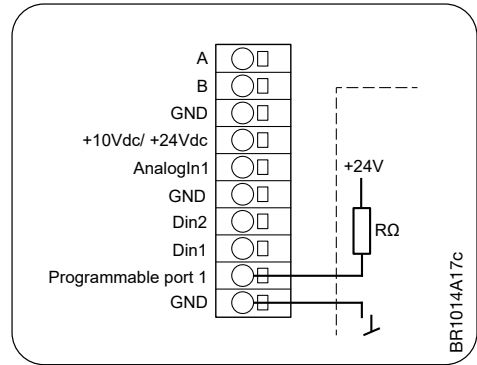 A
B
GND
+10Vdc/ +24Vdc
AnalogIn1
GND
Din2
Din1
Programmable port 1
GND
+24V
RΩ
BR1014A17c